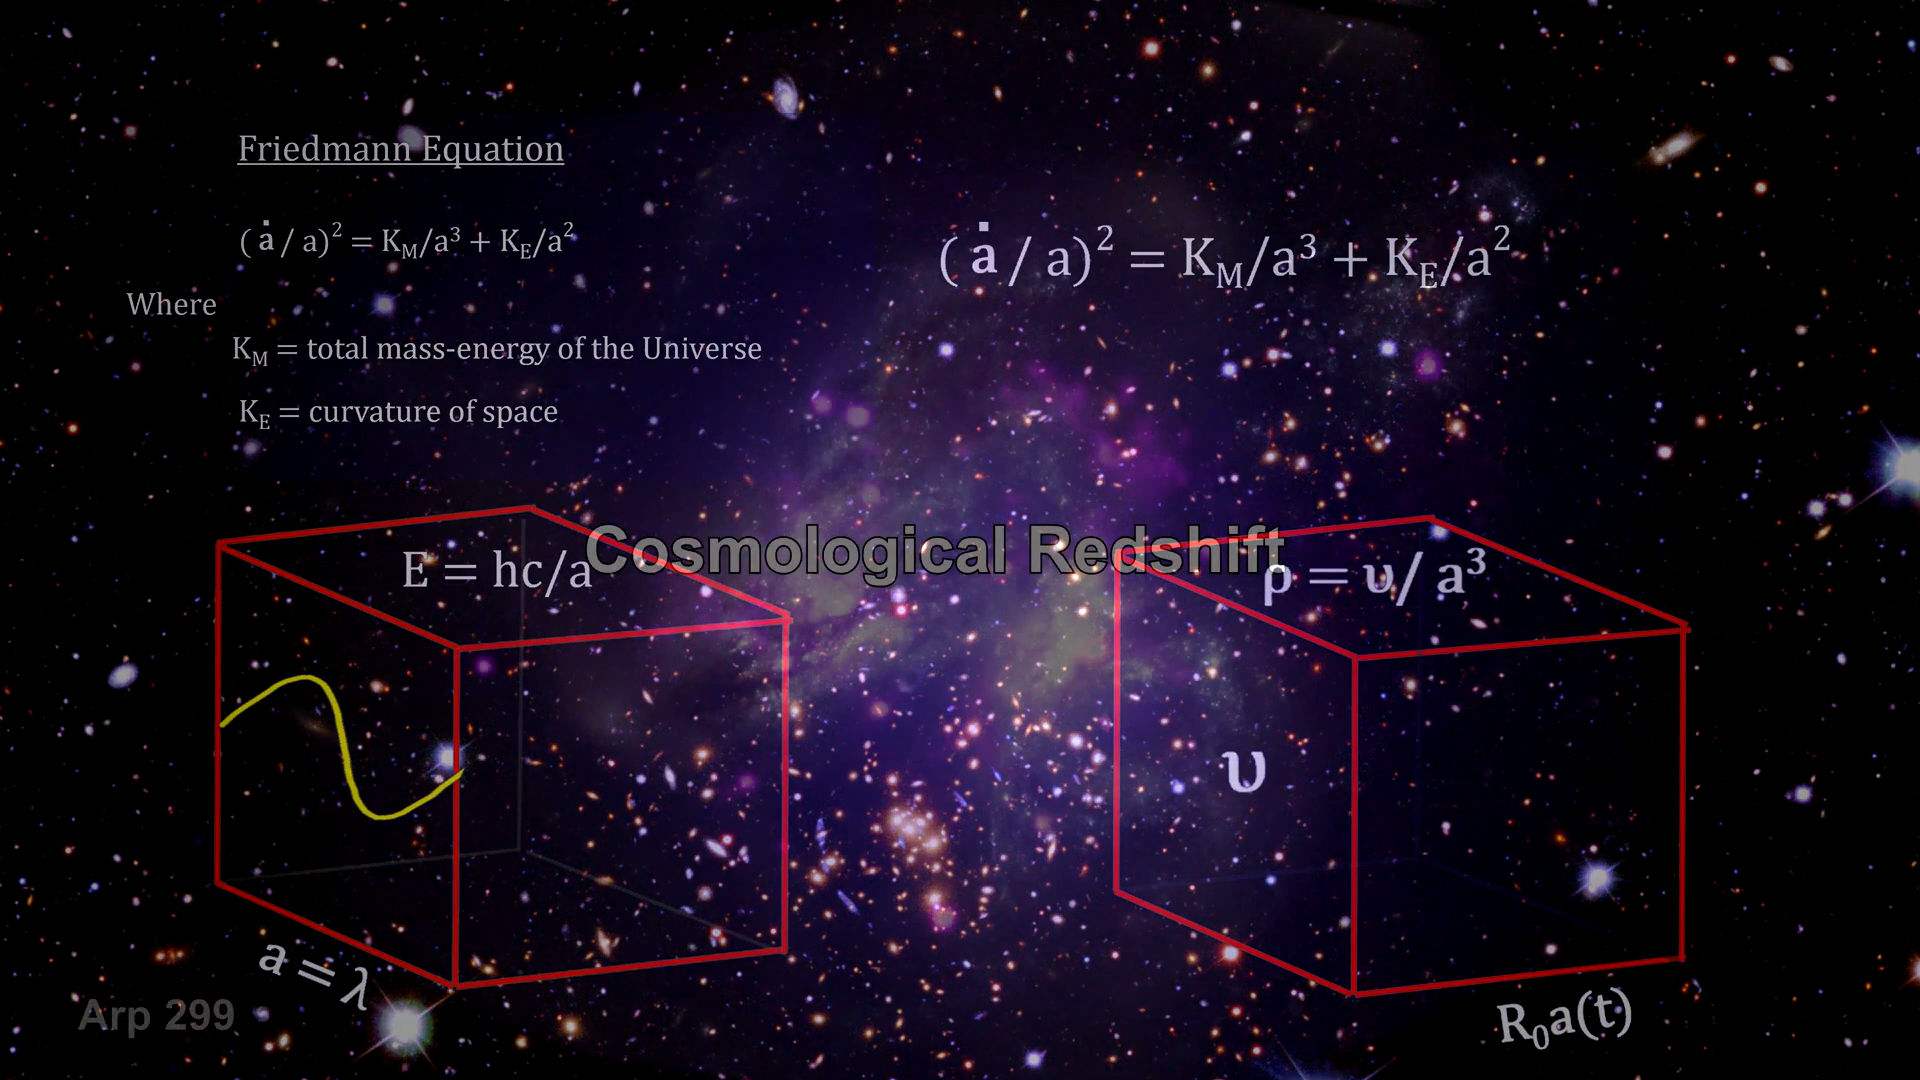 Friedmann Equation
(ȧ/ a)² = K_M/a³ + K_E/a²
(ȧ/ a)² = K_M/a³ + K_E/a²
Where
K_M = total mass-energy of the Universe
K_E = curvature of space
Cosmological Redshift
E = hc/a
ρ = υ/ a³
υ
a = λ
Arp 299
R₀a(t)